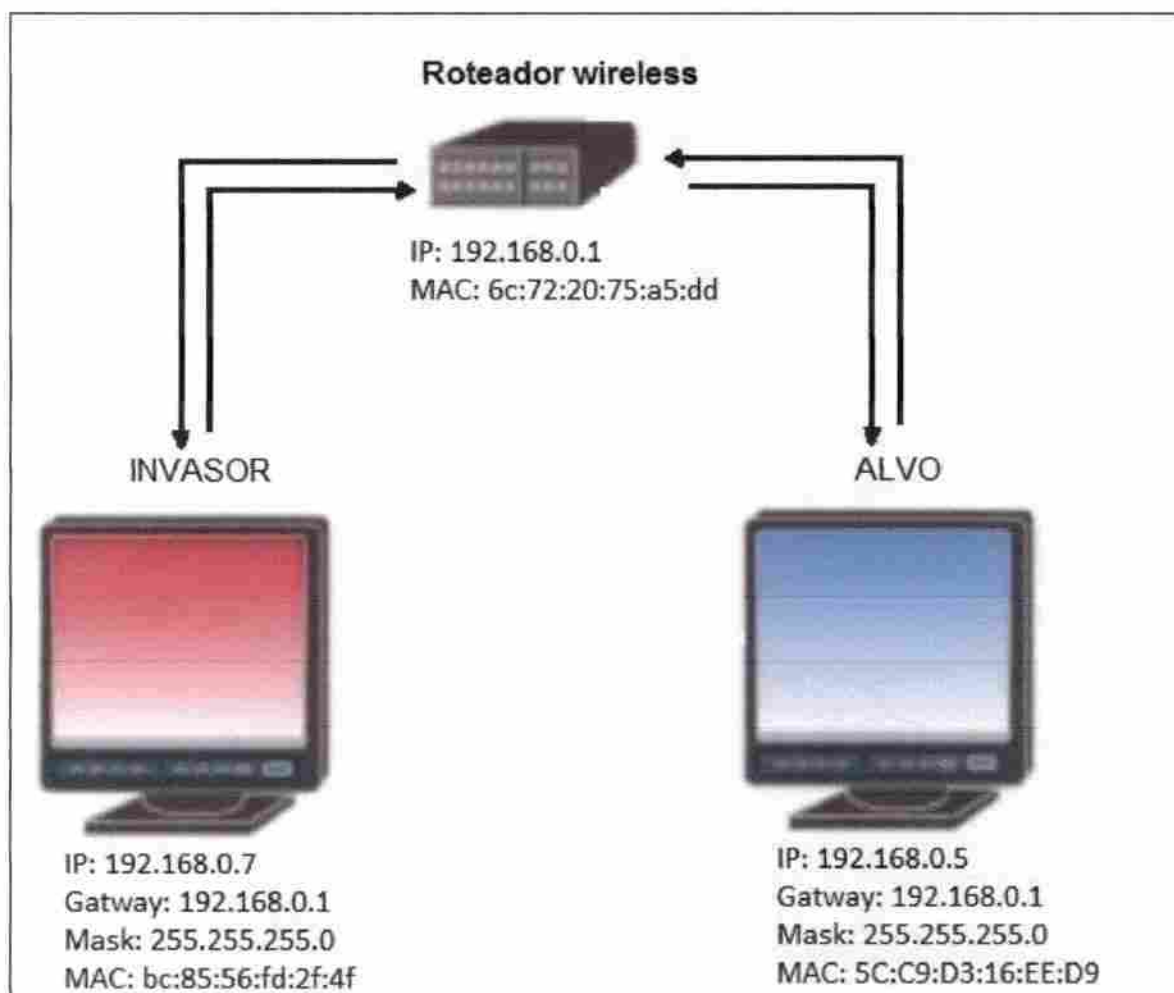 Roteador wireless
IP: 192.168.0.1
MAC: 6c:72:20:75:a5:dd
INVASOR
ALVO
IP: 192.168.0.7
Gatway: 192.168.0.1
Mask: 255.255.255.0
MAC: bc:85:56:fd:2f:4f
IP: 192.168.0.5
Gatway: 192.168.0.1
Mask: 255.255.255.0
MAC: 5C:C9:D3:16:EE:D9